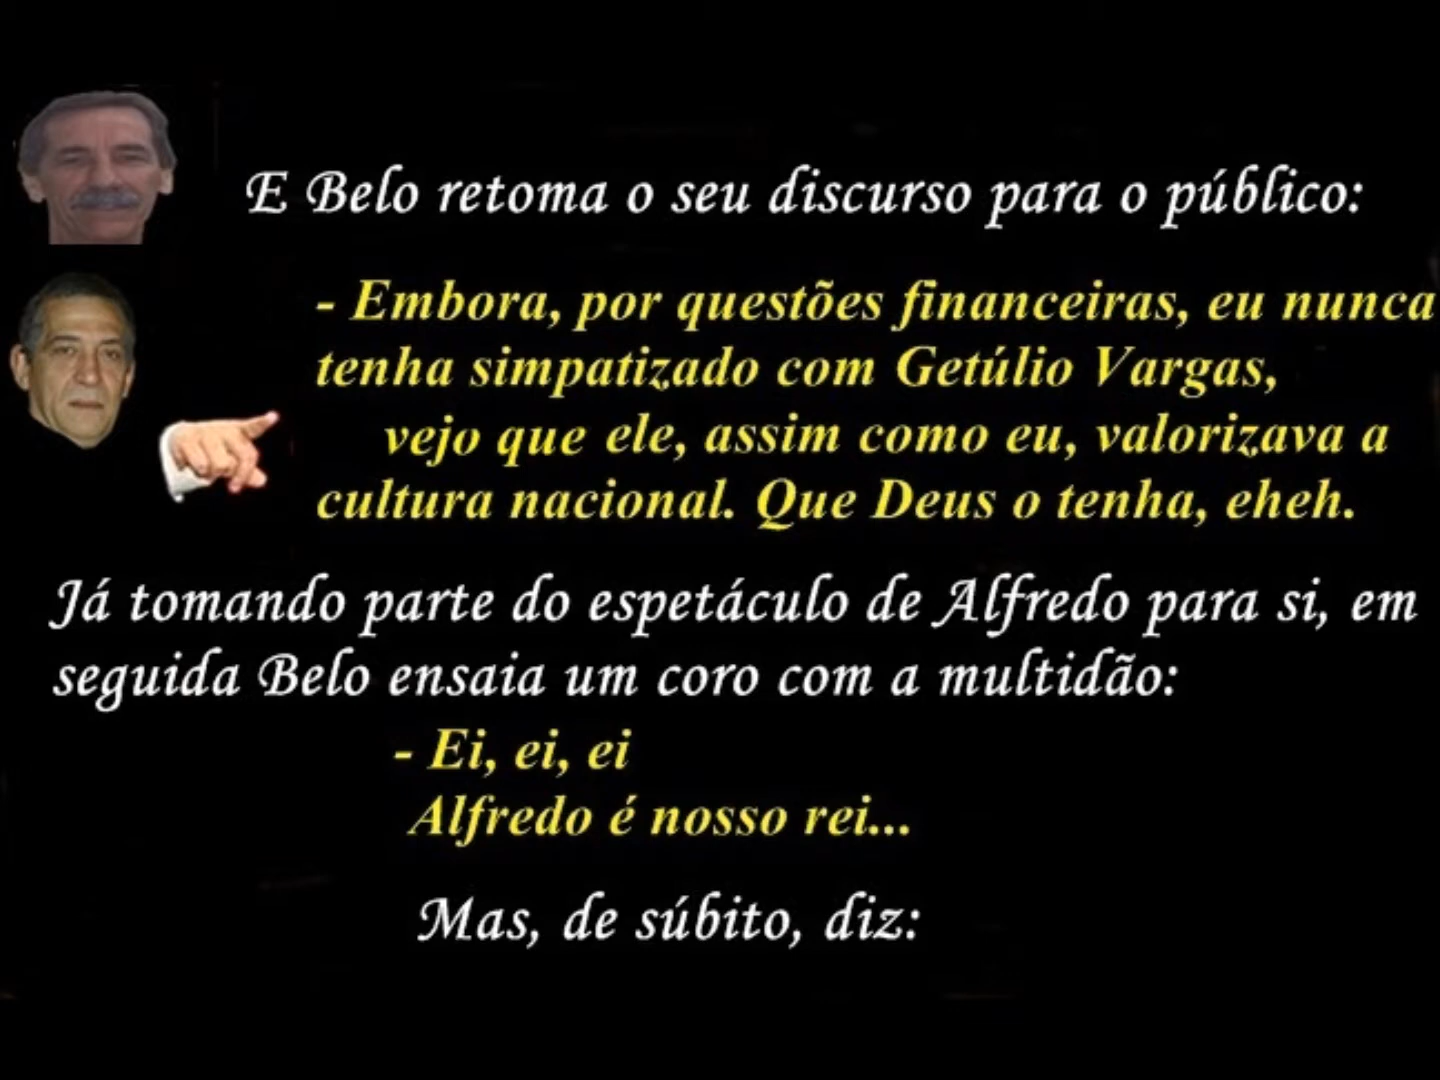 E Belo retoma o seu discurso para o público:
- Embora, por questões financeiras, eu nunca
tenha simpatizado com Getúlio Vargas,
vejo que ele, assim como eu, valorizava a
cultura nacional. Que Deus o tenha, eheh.
Já tomando parte do espetáculo de Alfredo para si, em
seguida Belo ensaia um coro com a multidão:
- Ei, ei, ei
Alfredo é nosso rei...
Mas, de súbito, diz: